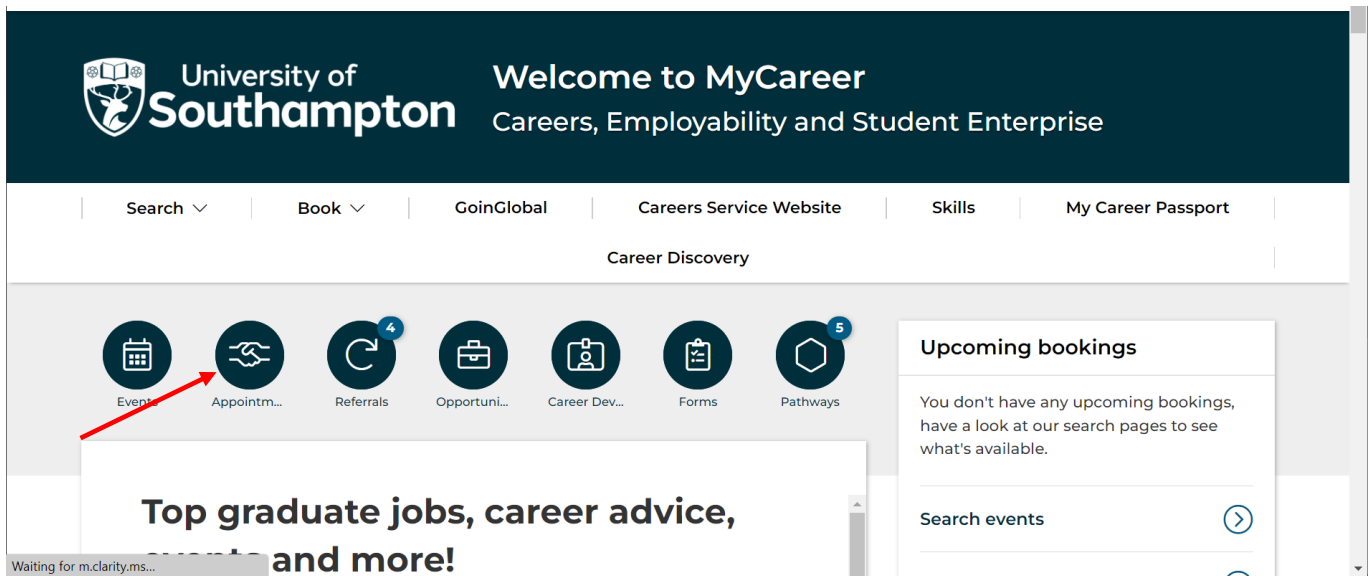 University of
Southampton
Welcome to MyCareer
Careers, Employability and Student Enterprise
Search
Book
GoinGlobal
Careers Service Website
Skills
My Career Passport
Career Discovery
4
5
Events
Appointm...
Referrals
Opportuni...
Career Dev...
Forms
Pathways
Top graduate jobs, career advice,
events and more!
Upcoming bookings
You don't have any upcoming bookings,
have a look at our search pages to see
what's available.
Search events
Waiting for m.clarity.ms...